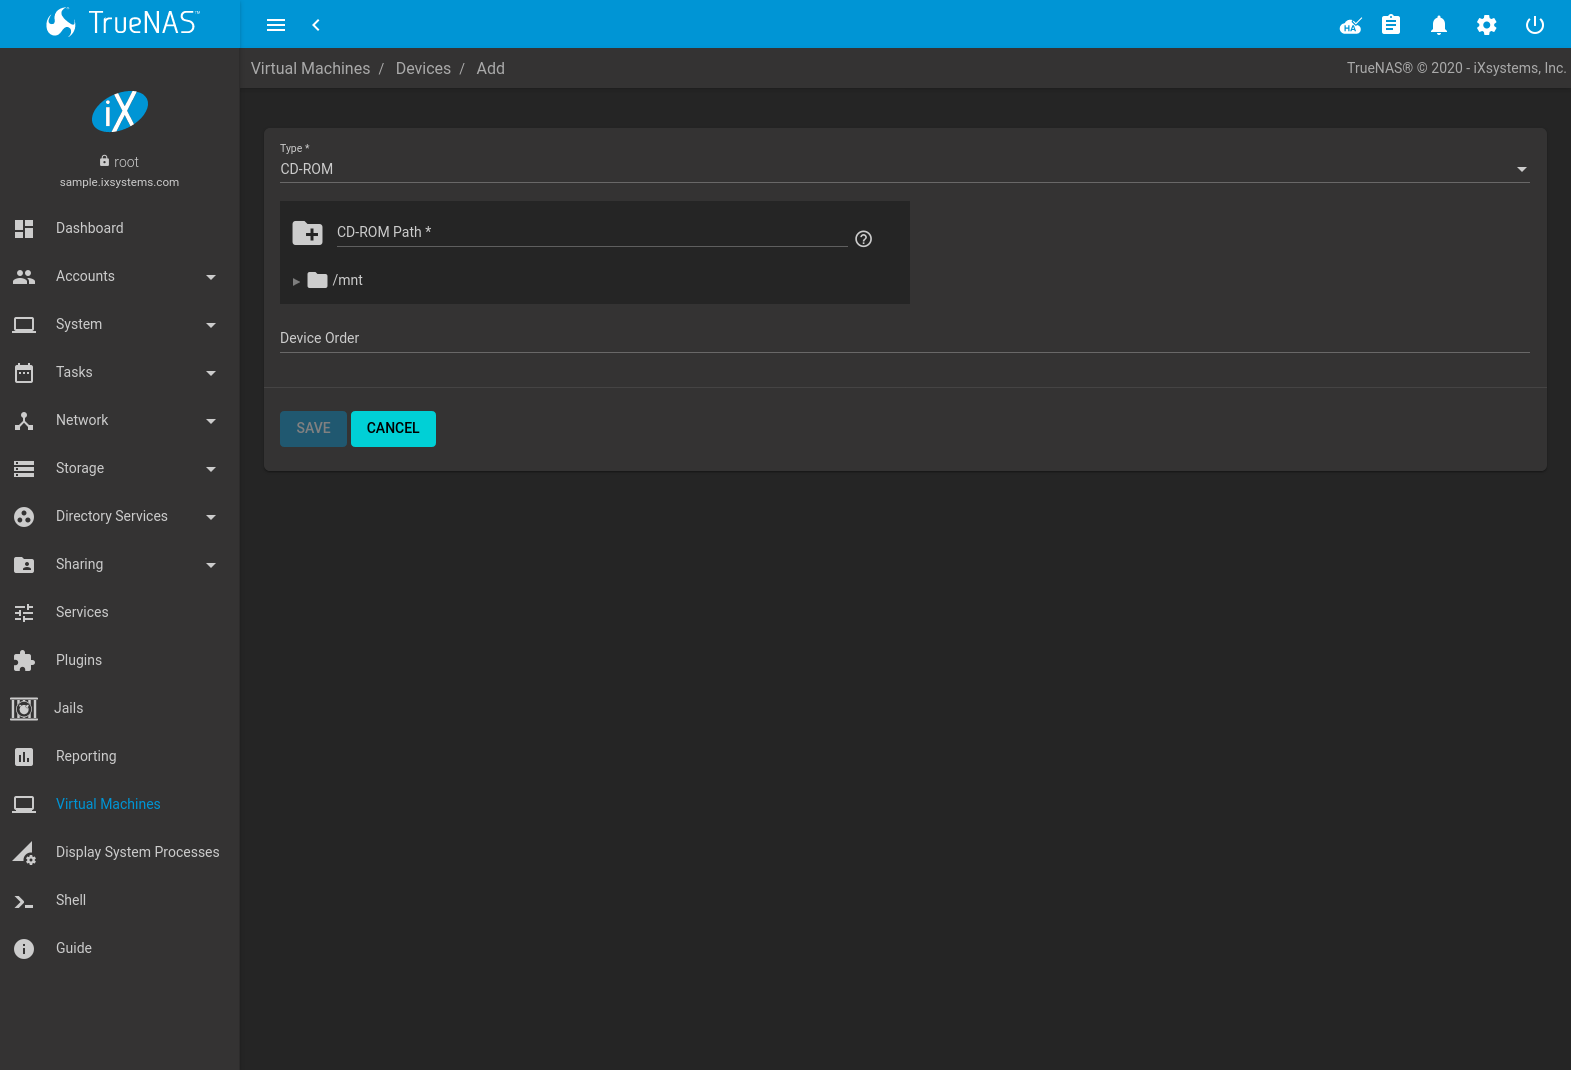 TrueNAS™
HA
Virtual Machines / Devices / Add
TrueNAS® © 2020 - iXsystems, Inc.
iX
root
sample.ixsystems.com
Dashboard
Accounts
System
Tasks
Network
Storage
Directory Services
Sharing
Services
Plugins
Jails
Reporting
Virtual Machines
Display System Processes
Shell
Guide
Type *
CD-ROM
CD-ROM Path *
/mnt
Device Order
SAVE CANCEL